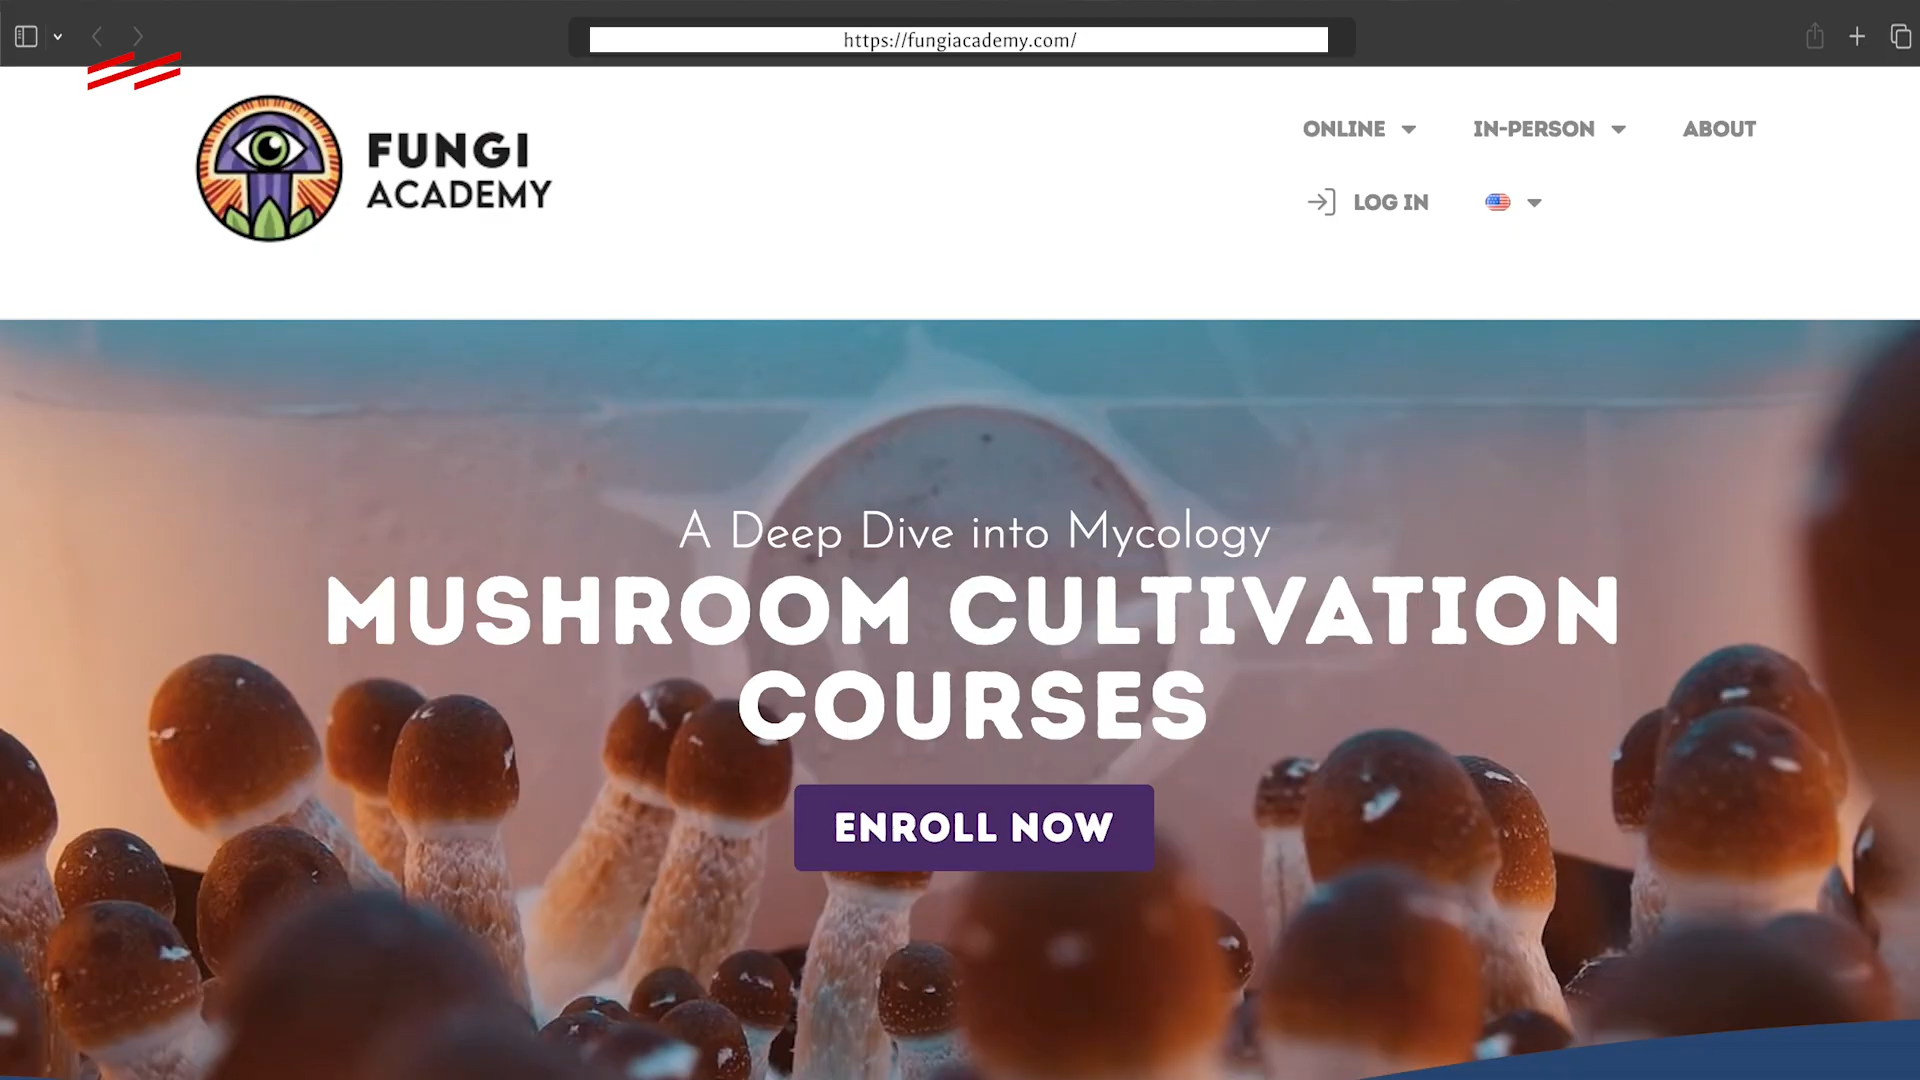 https://fungiacademy.com/
FUNGI
ACADEMY
ONLINE
IN-PERSON
ABOUT
LOG IN
A Deep Dive into Mycology
MUSHROOM CULTIVATION
COURSES
ENROLL NOW